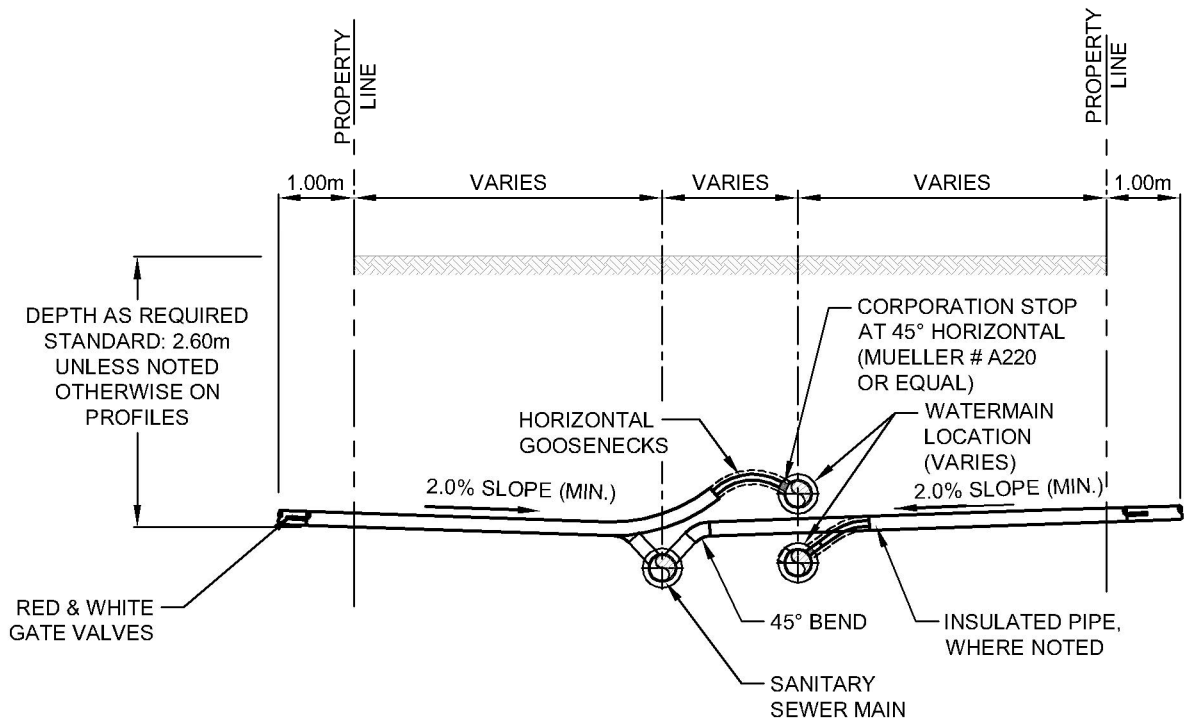 PROPERTY
LINE
PROPERTY
LINE
1.00m
VARIES
VARIES
VARIES
1.00m
DEPTH AS REQUIRED
STANDARD: 2.60m
UNLESS NOTED
OTHERWISE ON
PROFILES
CORPORATION STOP
AT 45° HORIZONTAL
(MUELLER # A220
OR EQUAL)
HORIZONTAL
GOOSENECKS
WATERMAIN
LOCATION
(VARIES)
2.0% SLOPE (MIN.)
2.0% SLOPE (MIN.)
RED & WHITE
GATE VALVES
45° BEND
INSULATED PIPE,
WHERE NOTED
SANITARY
SEWER MAIN